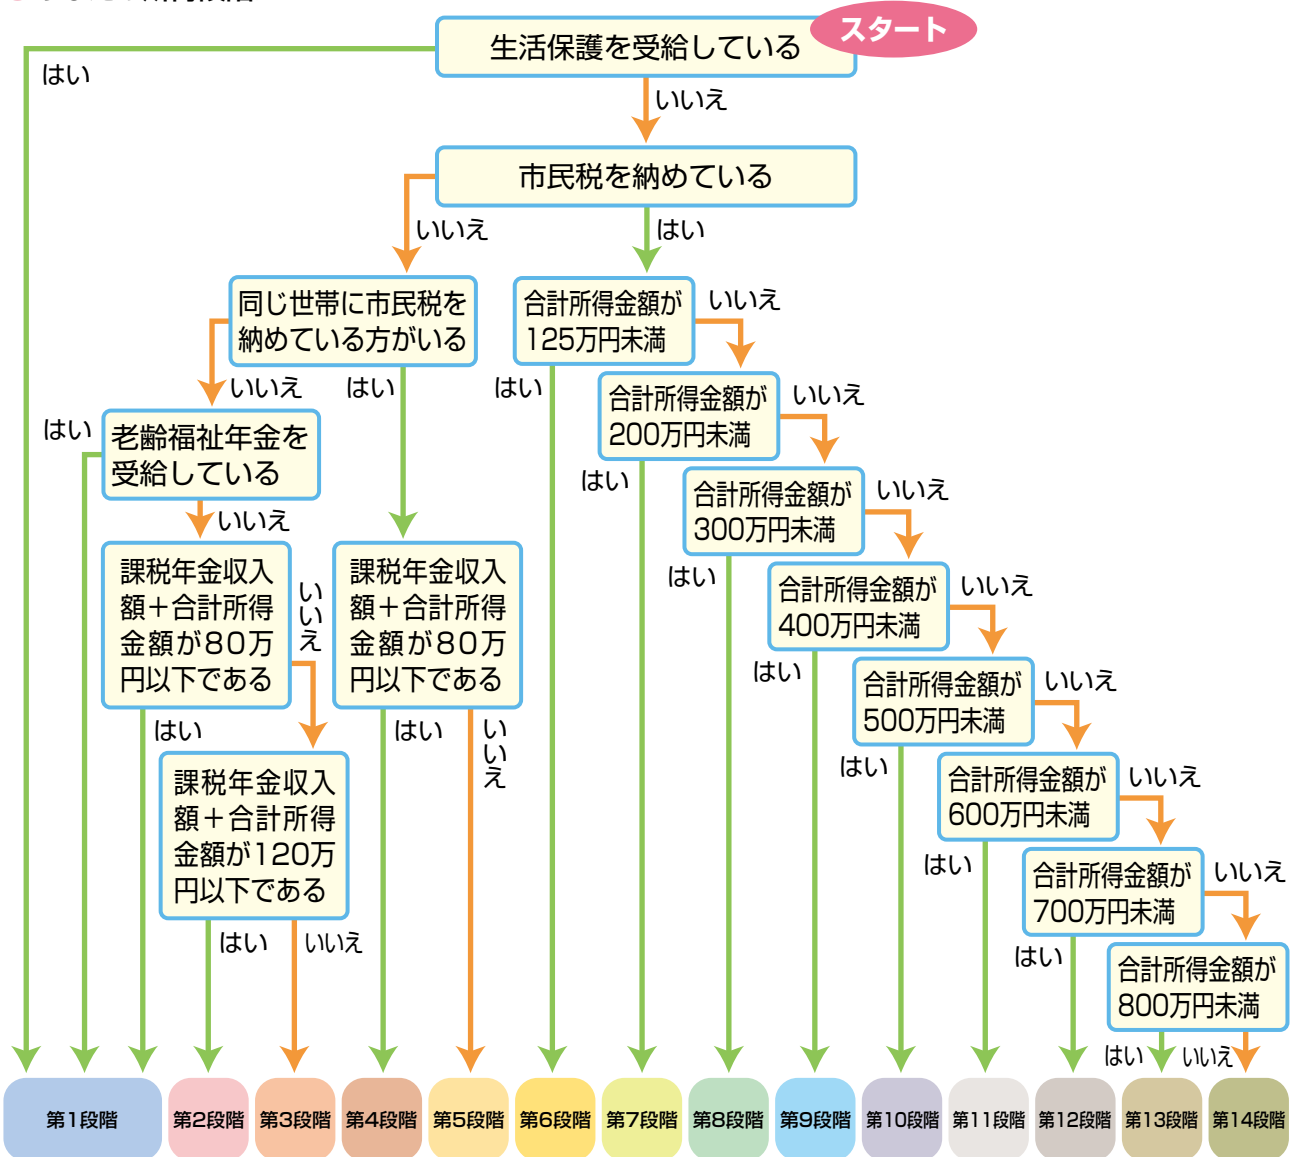 スタート
生活保護を受給している
はい
いいえ
市民税を納めている
いいえ
はい
同じ世帯に市民税を
納めている方がいる
合計所得金額が
125万円未満
いいえ
いいえ
はい
はい
合計所得金額が
200万円未満
いいえ
はい
老齢福祉年金を
受給している
はい
合計所得金額が
300万円未満
いいえ
いいえ
課税年金収入
額＋合計所得
金額が80万
円以下である
いいえ
課税年金収入
額＋合計所得
金額が80万
円以下である
はい
合計所得金額が
400万円未満
いいえ
はい
合計所得金額が
500万円未満
いいえ
はい
はい
いいえ
課税年金収入
額＋合計所得
金額が120万
円以下である
はい
合計所得金額が
600万円未満
いいえ
はい
合計所得金額が
700万円未満
いいえ
はい
いいえ
はい
合計所得金額が
800万円未満
はい
いいえ
第1段階
第2段階
第3段階
第4段階
第5段階
第6段階
第7段階
第8段階
第9段階
第10段階
第11段階
第12段階
第13段階
第14段階